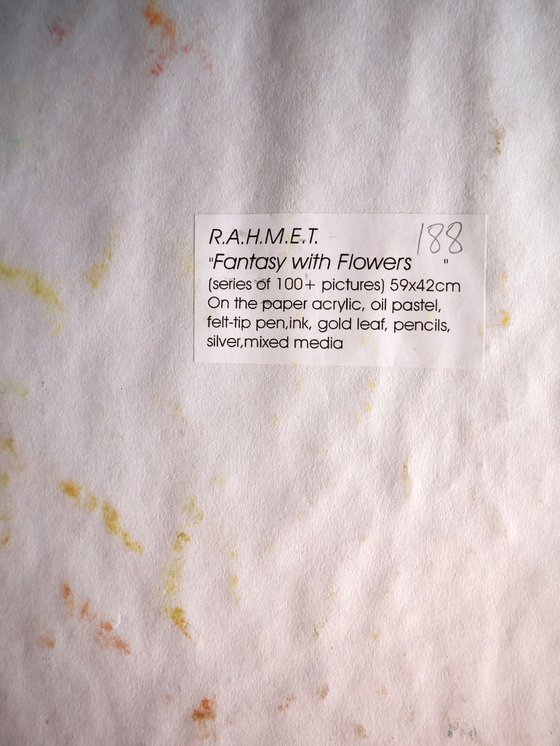 R.A.H.M.E.T. 188
"Fantasy with Flowers "
(series of 100+ pictures) 59x42cm
On the paper acrylic, oil pastel,
felt-tip pen,ink, gold leaf, pencils,
silver,mixed media